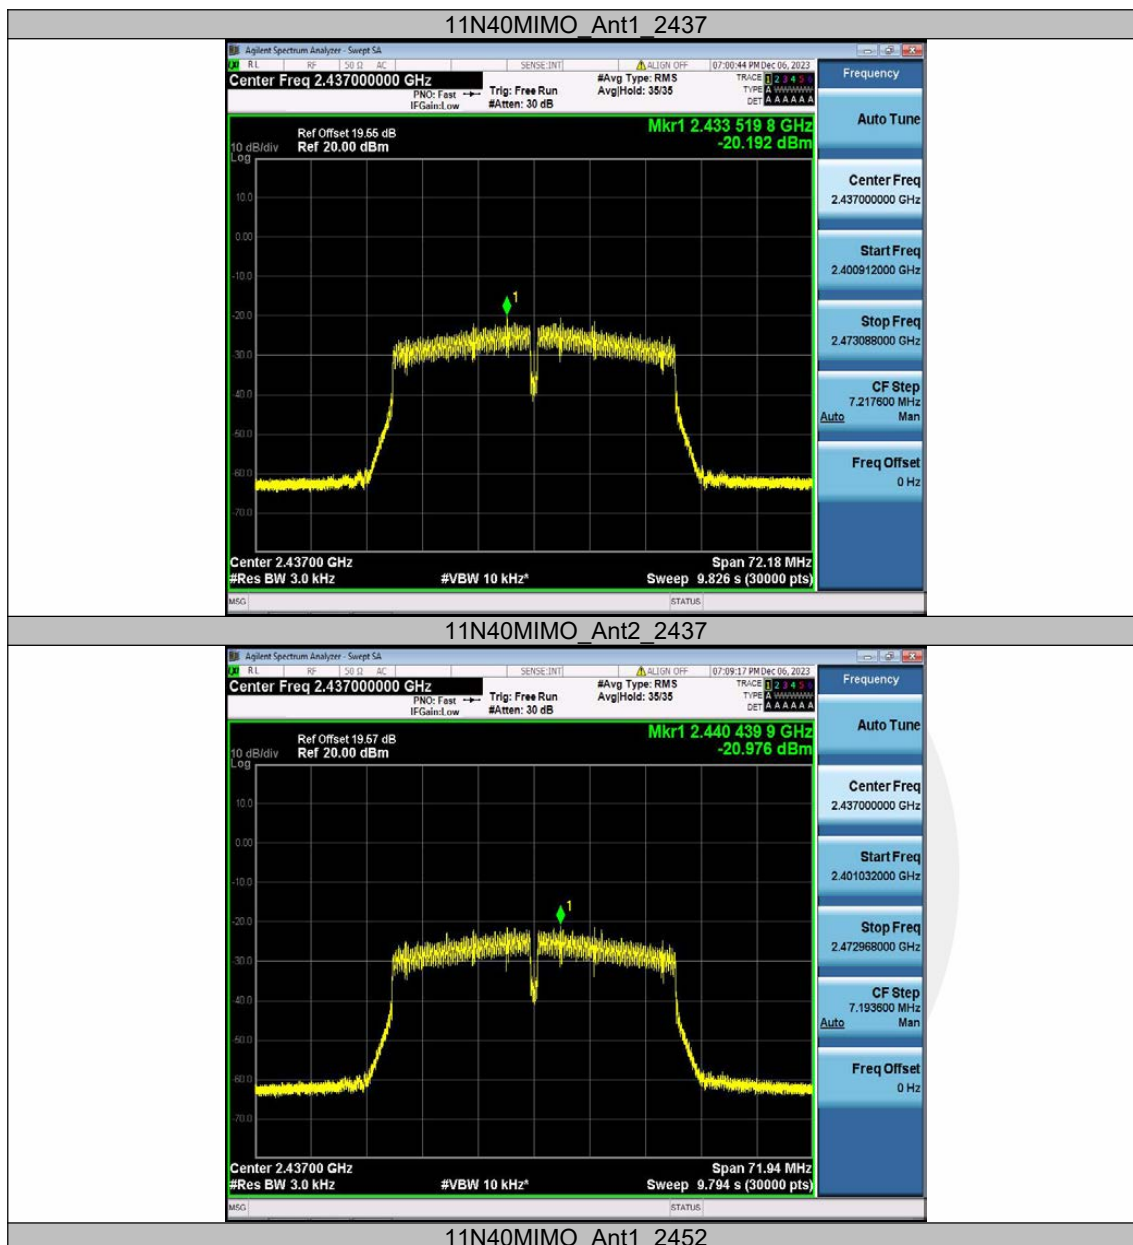 11N40MIMO_Ant1_2437
Agilent Spectrum Analyzer - Swept SA
RL RF 50 Ω AC SENSE:INT ALIGN OFF 07:00:44 PM Dec 06, 2023
Center Freq 2.437000000 GHz #Avg Type: RMS TRACE 1 2 3 4 5 6
PNO: Fast Trig: Free Run Avg|Hold: 35/35 TYPE A WWWWW
IFGain:Low #Atten: 30 dB DET A A A A A A
Frequency
Auto Tune
Mkr1 2.433 519 8 GHz
Ref Offset 19.55 dB
10 dB/div Ref 20.00 dBm -20.192 dBm
Log
10.0
0.00
-10.0
-20.0
-30.0
-40.0
-50.0
-60.0
-70.0
1
Center Freq
2.437000000 GHz
Start Freq
2.400912000 GHz
Stop Freq
2.473088000 GHz
CF Step
7.217600 MHz
Auto Man
Freq Offset
0 Hz
Center 2.43700 GHz Span 72.18 MHz
#Res BW 3.0 kHz #VBW 10 kHz* Sweep 9.826 s (30000 pts)
MSG STATUS
11N40MIMO_Ant2_2437
Agilent Spectrum Analyzer - Swept SA
RL RF 50 Ω AC SENSE:INT ALIGN OFF 07:09:17 PM Dec 06, 2023
Center Freq 2.437000000 GHz #Avg Type: RMS TRACE 1 2 3 4 5 6
PNO: Fast Trig: Free Run Avg|Hold: 35/35 TYPE A WWWWW
IFGain:Low #Atten: 30 dB DET A A A A A A
Frequency
Auto Tune
Mkr1 2.440 439 9 GHz
Ref Offset 19.57 dB
10 dB/div Ref 20.00 dBm -20.976 dBm
Log
10.0
0.00
-10.0
-20.0
-30.0
-40.0
-50.0
-60.0
-70.0
1
Center Freq
2.437000000 GHz
Start Freq
2.401032000 GHz
Stop Freq
2.472968000 GHz
CF Step
7.193600 MHz
Auto Man
Freq Offset
0 Hz
Center 2.43700 GHz Span 71.94 MHz
#Res BW 3.0 kHz #VBW 10 kHz* Sweep 9.794 s (30000 pts)
MSG STATUS
11N40MIMO_Ant1_2452